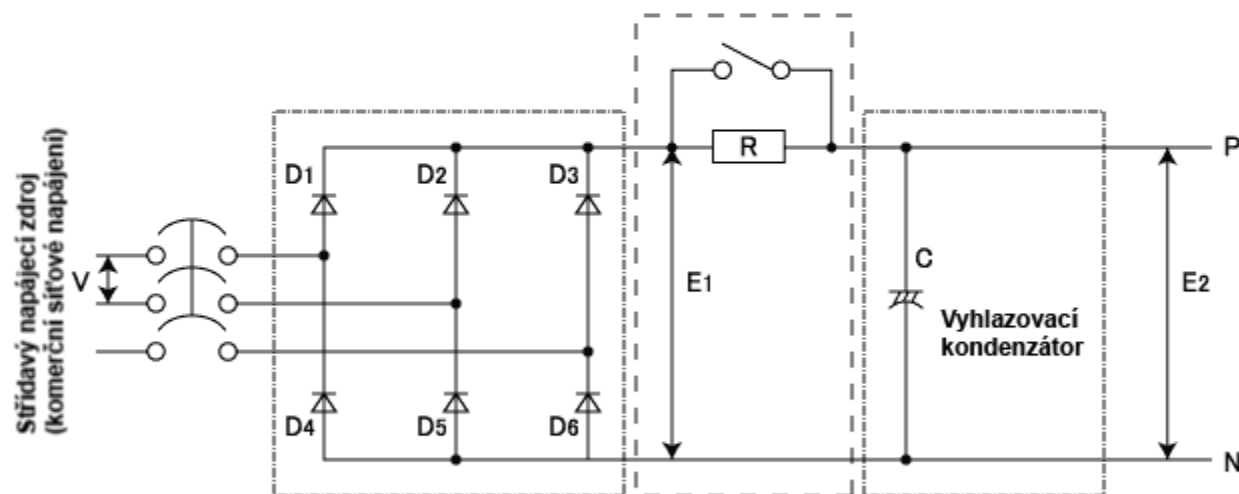 Střídavý napájecí zdroj
(komerční síťové napájení)
V
D1
D2
D3
D4
D5
D6
R
E1
C
Vyhlazovací
kondenzátor
E2
P
N